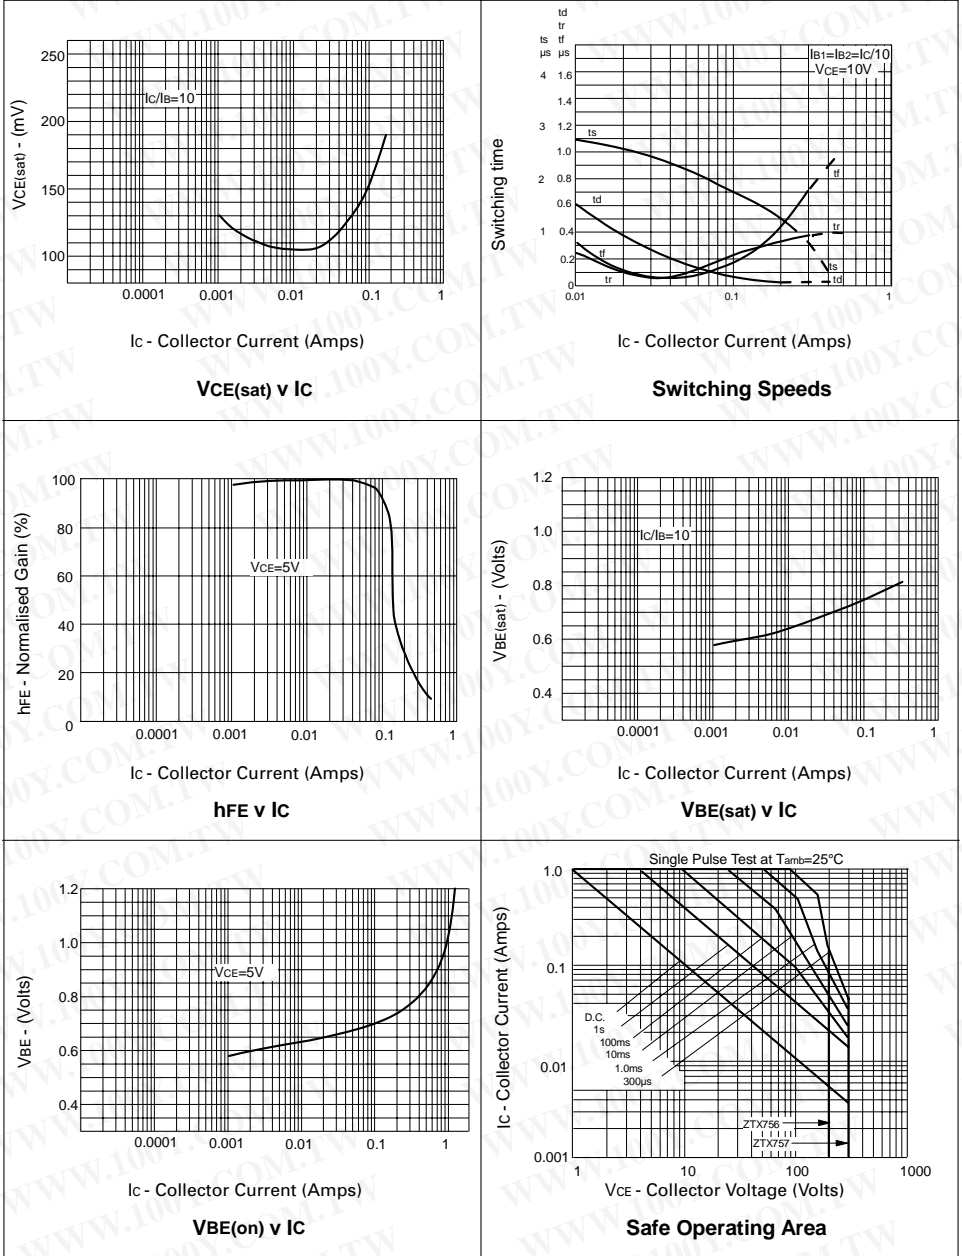 250
200
150
100
VCE(sat) - (mV)
IC/IB=10
0.0001 0.001 0.01 0.1 1
IC - Collector Current (Amps)
VCE(sat) v IC
td
tr
ts tf
µs µs
4 1.6
1.4
3 1.2
1.0
2 0.8
0.6
1 0.4
0.2
0
Switching time
IB1=IB2=IC/10
VCE=10V
ts
td
tf
tr
tf
tr
ts
td
0.01 0.1 1
IC - Collector Current (Amps)
Switching Speeds
100
80
60
40
20
0
hFE - Normalised Gain (%)
VCE=5V
0.0001 0.001 0.01 0.1 1
IC - Collector Current (Amps)
hFE v IC
1.2
1.0
0.8
0.6
0.4
VBE(sat) - (Volts)
IC/IB=10
0.0001 0.001 0.01 0.1 1
IC - Collector Current (Amps)
VBE(sat) v IC
1.2
1.0
0.8
0.6
0.4
VBE - (Volts)
VCE=5V
0.0001 0.001 0.01 0.1 1
IC - Collector Current (Amps)
VBE(on) v IC
Single Pulse Test at Tamb=25°C
1.0
0.1
0.01
0.001
IC - Collector Current (Amps)
D.C.
1s
100ms
10ms
1.0ms
300µs
ZTX756
ZTX757
1 10 100 1000
VCE - Collector Voltage (Volts)
Safe Operating Area
WWW.100Y.COM.TW